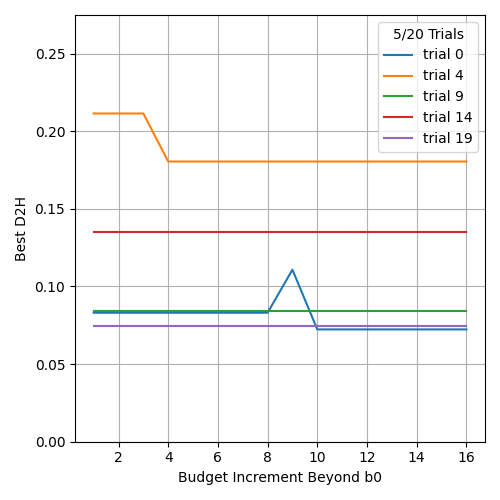 5/20 Trials
trial 0
trial 4
trial 9
trial 14
trial 19
0.25
0.20
0.15
0.10
0.05
0.00
Best D2H
2 4 6 8 10 12 14 16
Budget Increment Beyond b0